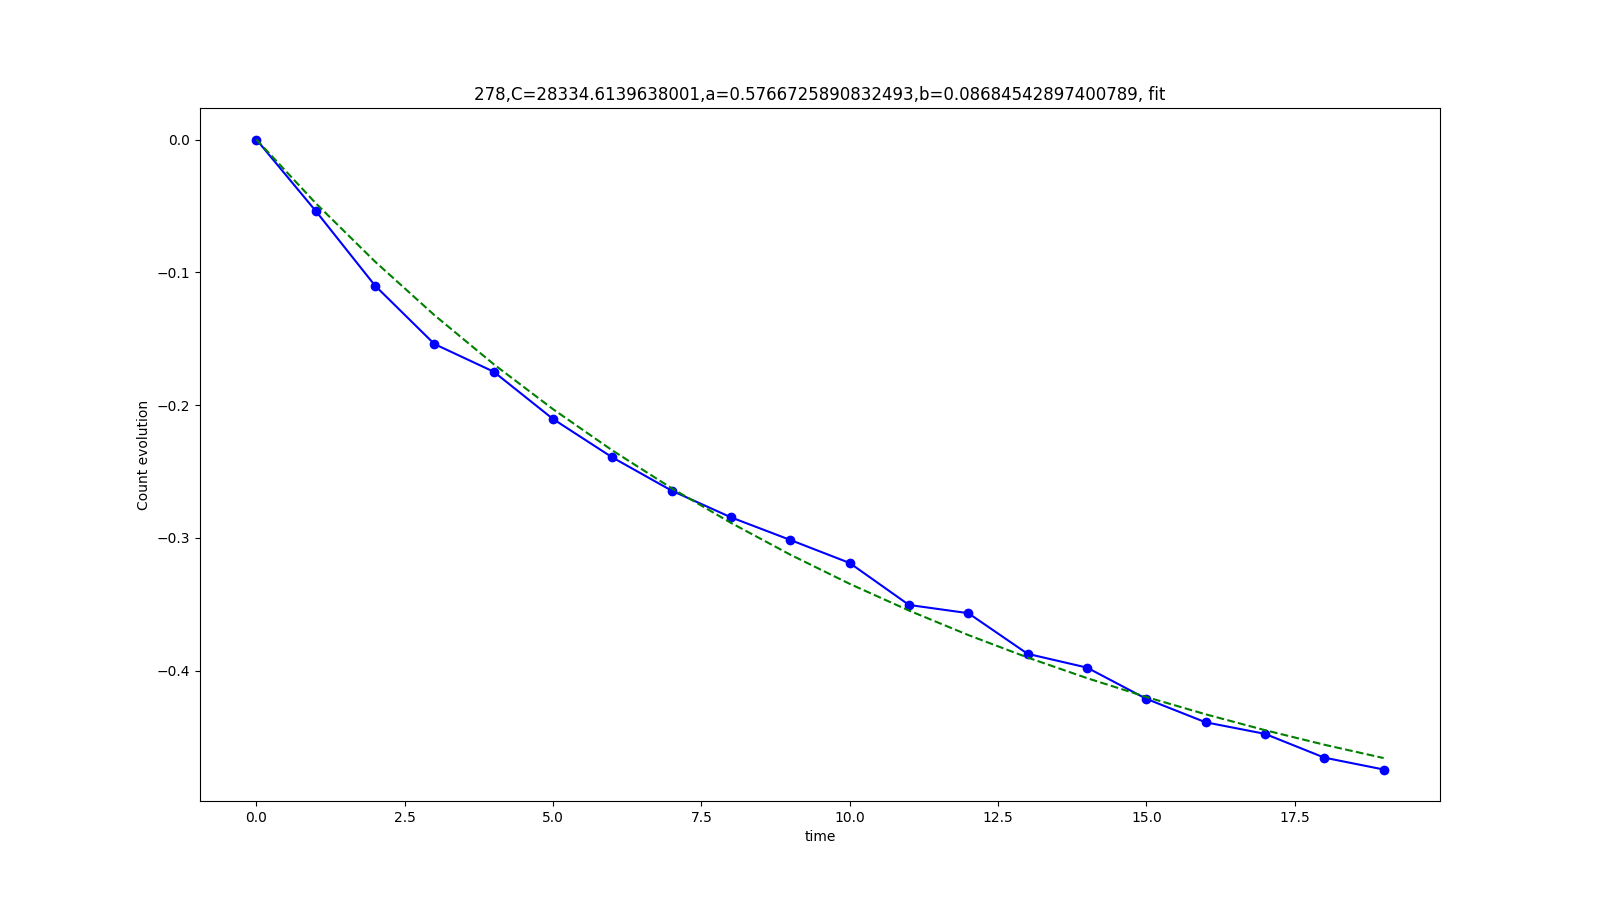 278,C=28334.6139638001,a=0.5766725890832493,b=0.08684542897400789, fit
0.0
−0.1
−0.2
−0.3
−0.4
Count evolution
0.0 2.5 5.0 7.5 10.0 12.5 15.0 17.5
time